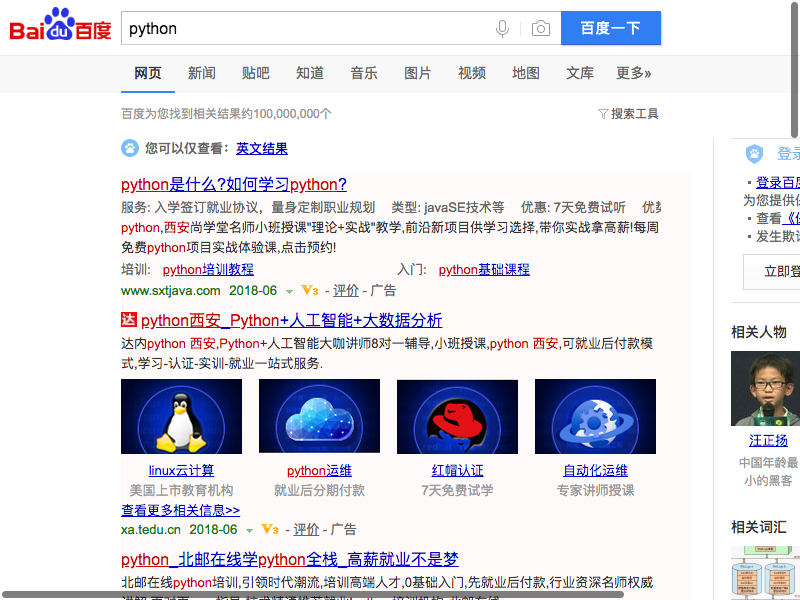 Bai du 百度
python
百度一下
网页 新闻 贴吧 知道 音乐 图片 视频 地图 文库 更多»
百度为您找到相关结果约100,000,000个
搜索工具
您可以仅查看：英文结果
登录
python是什么?如何学习python?
登录百度
服务: 入学签订就业协议，量身定制职业规划 类型: javaSE技术等 优惠: 7天免费试听
为您提供
python,西安尚学堂名师小班授课"理论+实战"教学,前沿新项目供学习选择,带你实战拿高薪!每周
查看《
免费python项目实战体验课,点击预约!
发生欺
培训: python培训教程 入门: python基础课程
立即登
www.sxtjava.com 2018-06 V3 - 评价 - 广告
达 python西安_Python+人工智能+大数据分析
相关人物
达内python 西安,Python+人工智能大咖讲师8对一辅导,小班授课,python 西安,可就业后付款模
式,学习-认证-实训-就业一站式服务.
linux云计算 python运维 红帽认证 自动化运维
汪正扬
美国上市教育机构 就业后分期付款 7天免费试学 专家讲师授课
中国年龄最
小的黑客
查看更多相关信息>>
xa.tedu.cn 2018-06 V3 - 评价 - 广告
相关词汇
python_北邮在线学python全栈_高薪就业不是梦
北邮在线python培训,引领时代潮流,培训高端人才,0基础入门,先就业后付款,行业资深名师权威